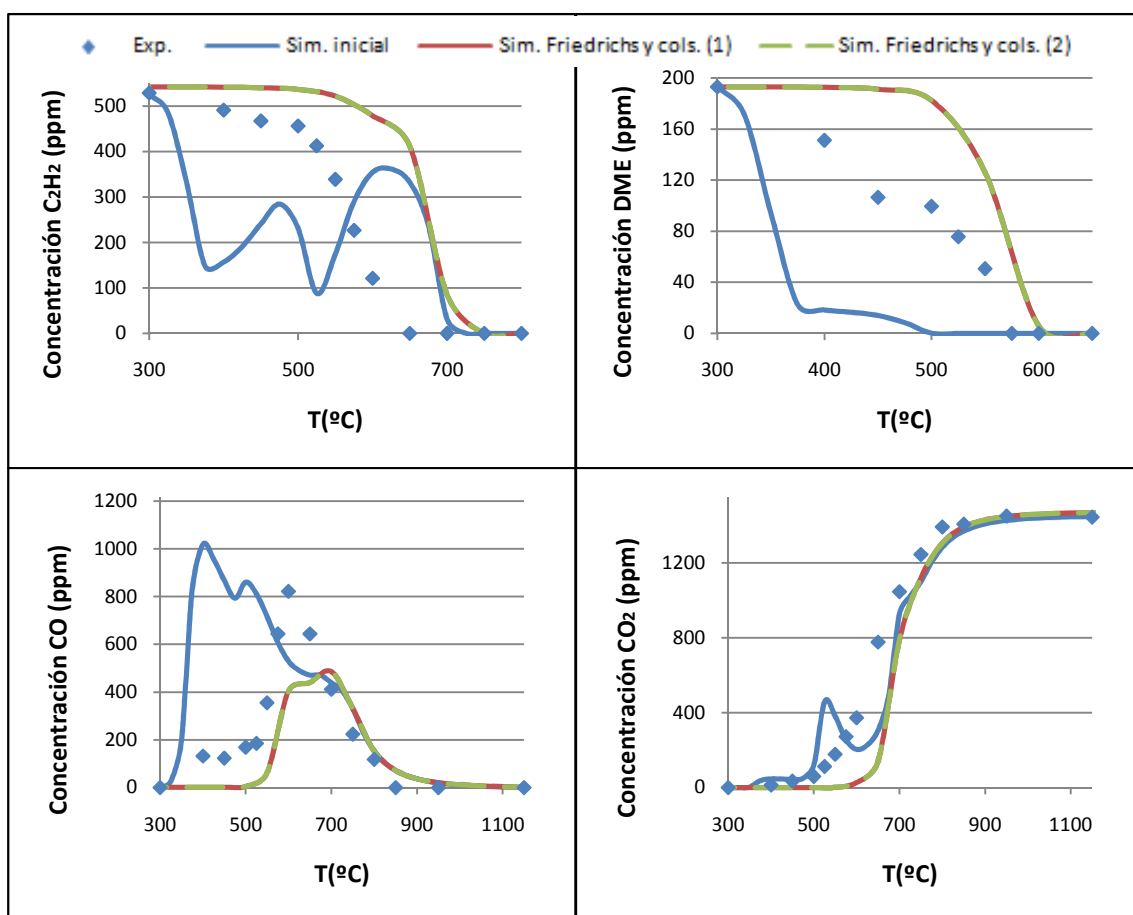 Exp. Sim. inicial Sim. Friedrichs y cols. (1) Sim. Friedrichs y cols. (2)
Concentración C2H2 (ppm)
500
400
300
200
100
0
300 500 700
T(ºC)
Concentración DME (ppm)
200
160
120
80
40
0
300 400 500 600
T(ºC)
Concentración CO (ppm)
1200
1000
800
600
400
200
0
300 500 700 900 1100
T(ºC)
Concentración CO2 (ppm)
1200
800
400
0
300 500 700 900 1100
T(ºC)